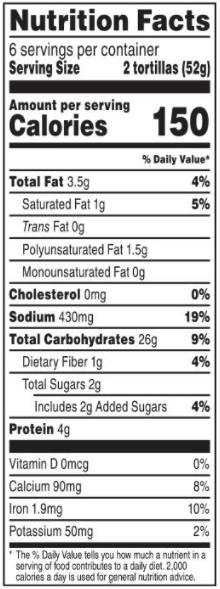 Nutrition Facts
6 servings per container
Serving Size 2 tortillas (52g)
Amount per serving
Calories 150
% Daily Value*
Total Fat 3.5g 4%
Saturated Fat 1g 5%
Trans Fat 0g
Polyunsaturated Fat 1.5g
Monounsaturated Fat 0g
Cholesterol 0mg 0%
Sodium 430mg 19%
Total Carbohydrates 26g 9%
Dietary Fiber 1g 4%
Total Sugars 2g
Includes 2g Added Sugars 4%
Protein 4g
Vitamin D 0mcg 0%
Calcium 90mg 8%
Iron 1.9mg 10%
Potassium 50mg 2%
* The % Daily Value tells you how much a nutrient in a
serving of food contributes to a daily diet. 2,000
calories a day is used for general nutrition advice.